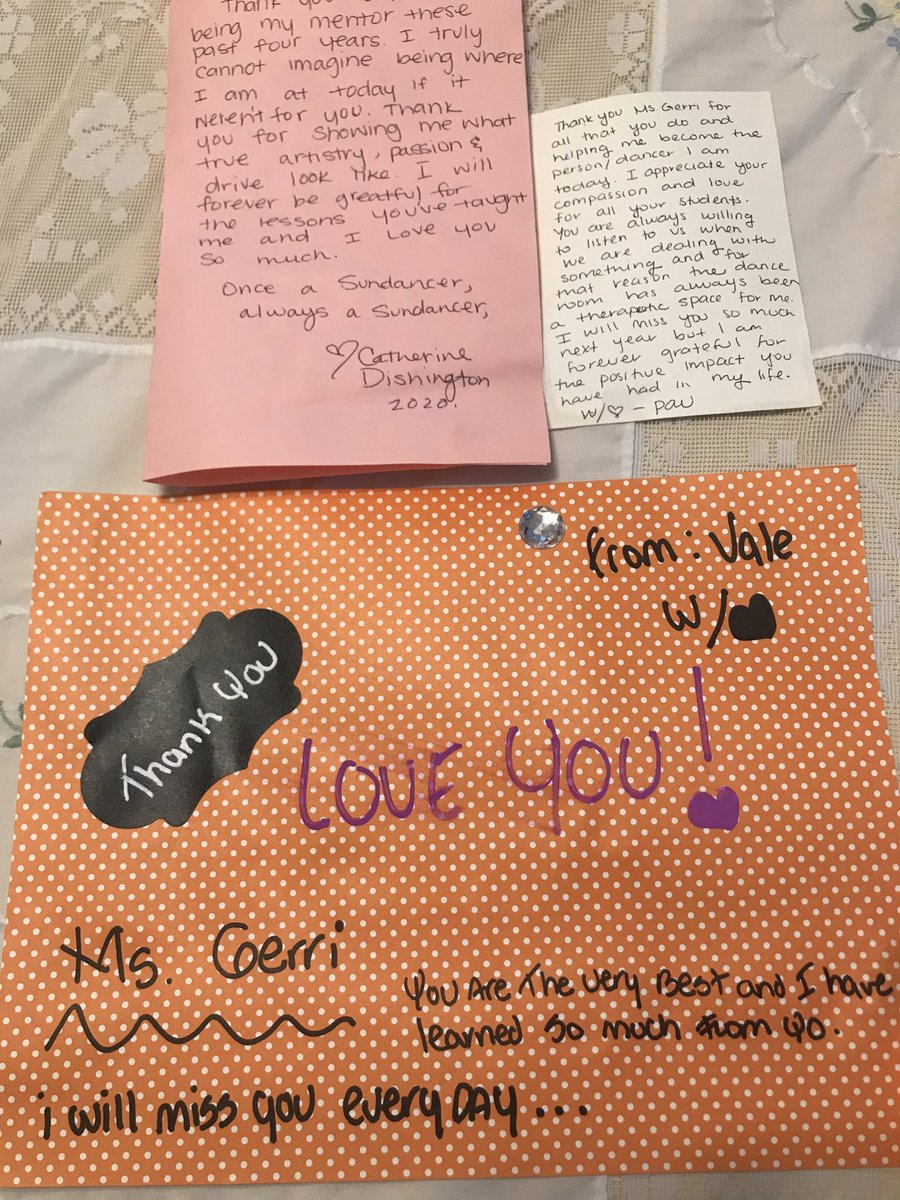 Thank you
being my mentor these
past four years. I truly
cannot imagine being where
I am at today if it
weren't for you. Thank
you for showing me what
true artistry, passion &
drive look like. I will
forever be greatful for
the lessons you've taught
me and I love you
so much.
Once a Sundancer,
always a Sundancer,
♡Catherine
Dishington
2020.
Thank you Ms Gerri for
all that you do and
helping me become the
person/dancer I am
today. I appreciate your
compassion and love
for all your students.
You are always willing
to listen to us when
we are dealing with
something and for
that reason the dance
room has always been
a therapeutic space for me.
I will miss you so much
next year but I am
forever grateful for
the positive impact you
have had in my life.
w/♡ - pau
From: Vale
W/♥
Thank You
LOVE YOU!
Ms. Gerri
You Are The Very Best and I have
learned so much from yo.
i will miss you everyDAY...